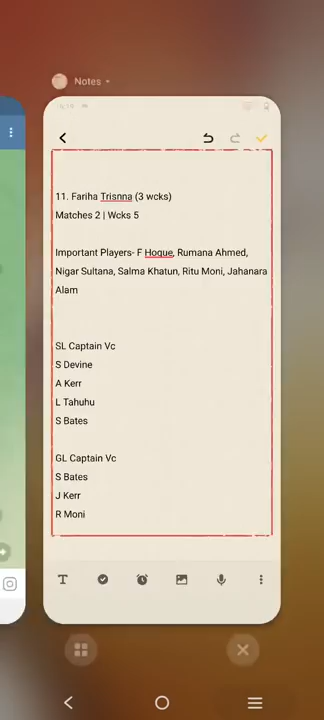 Notes
11. Fariha Trisnna (3 wcks)
Matches 2 | Wcks 5
Important Players- F Hoque, Rumana Ahmed,
Nigar Sultana, Salma Khatun, Ritu Moni, Jahanara
Alam
SL Captain Vc
S Devine
A Kerr
L Tahuhu
S Bates
GL Captain Vc
S Bates
J Kerr
R Moni
T